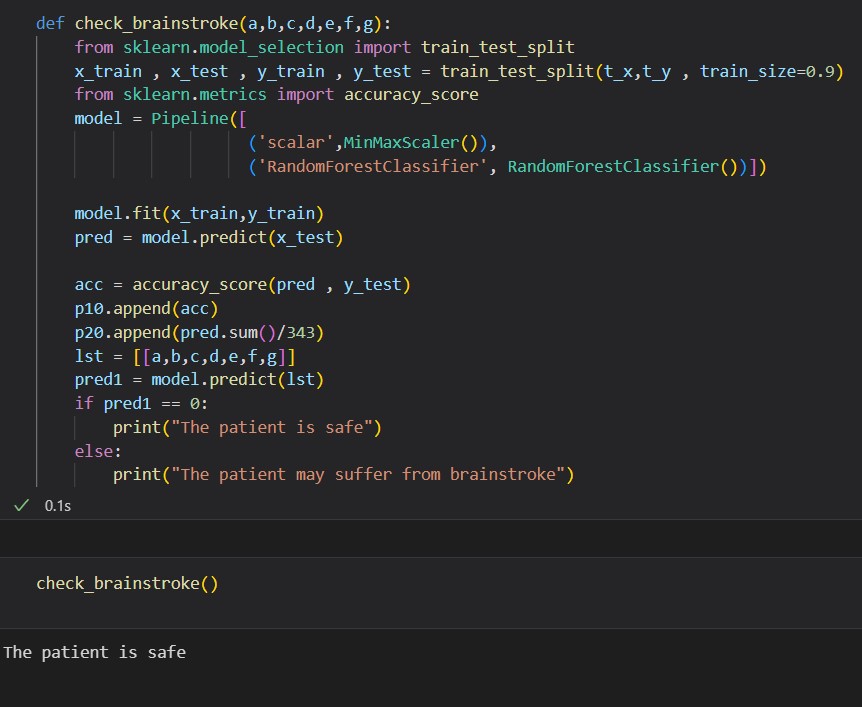 def check_brainstroke(a,b,c,d,e,f,g):
    from sklearn.model_selection import train_test_split
    x_train , x_test , y_train , y_test = train_test_split(t_x,t_y , train_size=0.9)
    from sklearn.metrics import accuracy_score
    model = Pipeline([
                      ('scalar',MinMaxScaler()),
                      ('RandomForestClassifier', RandomForestClassifier())])
    model.fit(x_train,y_train)
    pred = model.predict(x_test)
    acc = accuracy_score(pred , y_test)
    p10.append(acc)
    p20.append(pred.sum()/343)
    lst = [[a,b,c,d,e,f,g]]
    pred1 = model.predict(lst)
    if pred1 == 0:
        print("The patient is safe")
    else:
        print("The patient may suffer from brainstroke")
✓ 0.1s
check_brainstroke()
The patient is safe